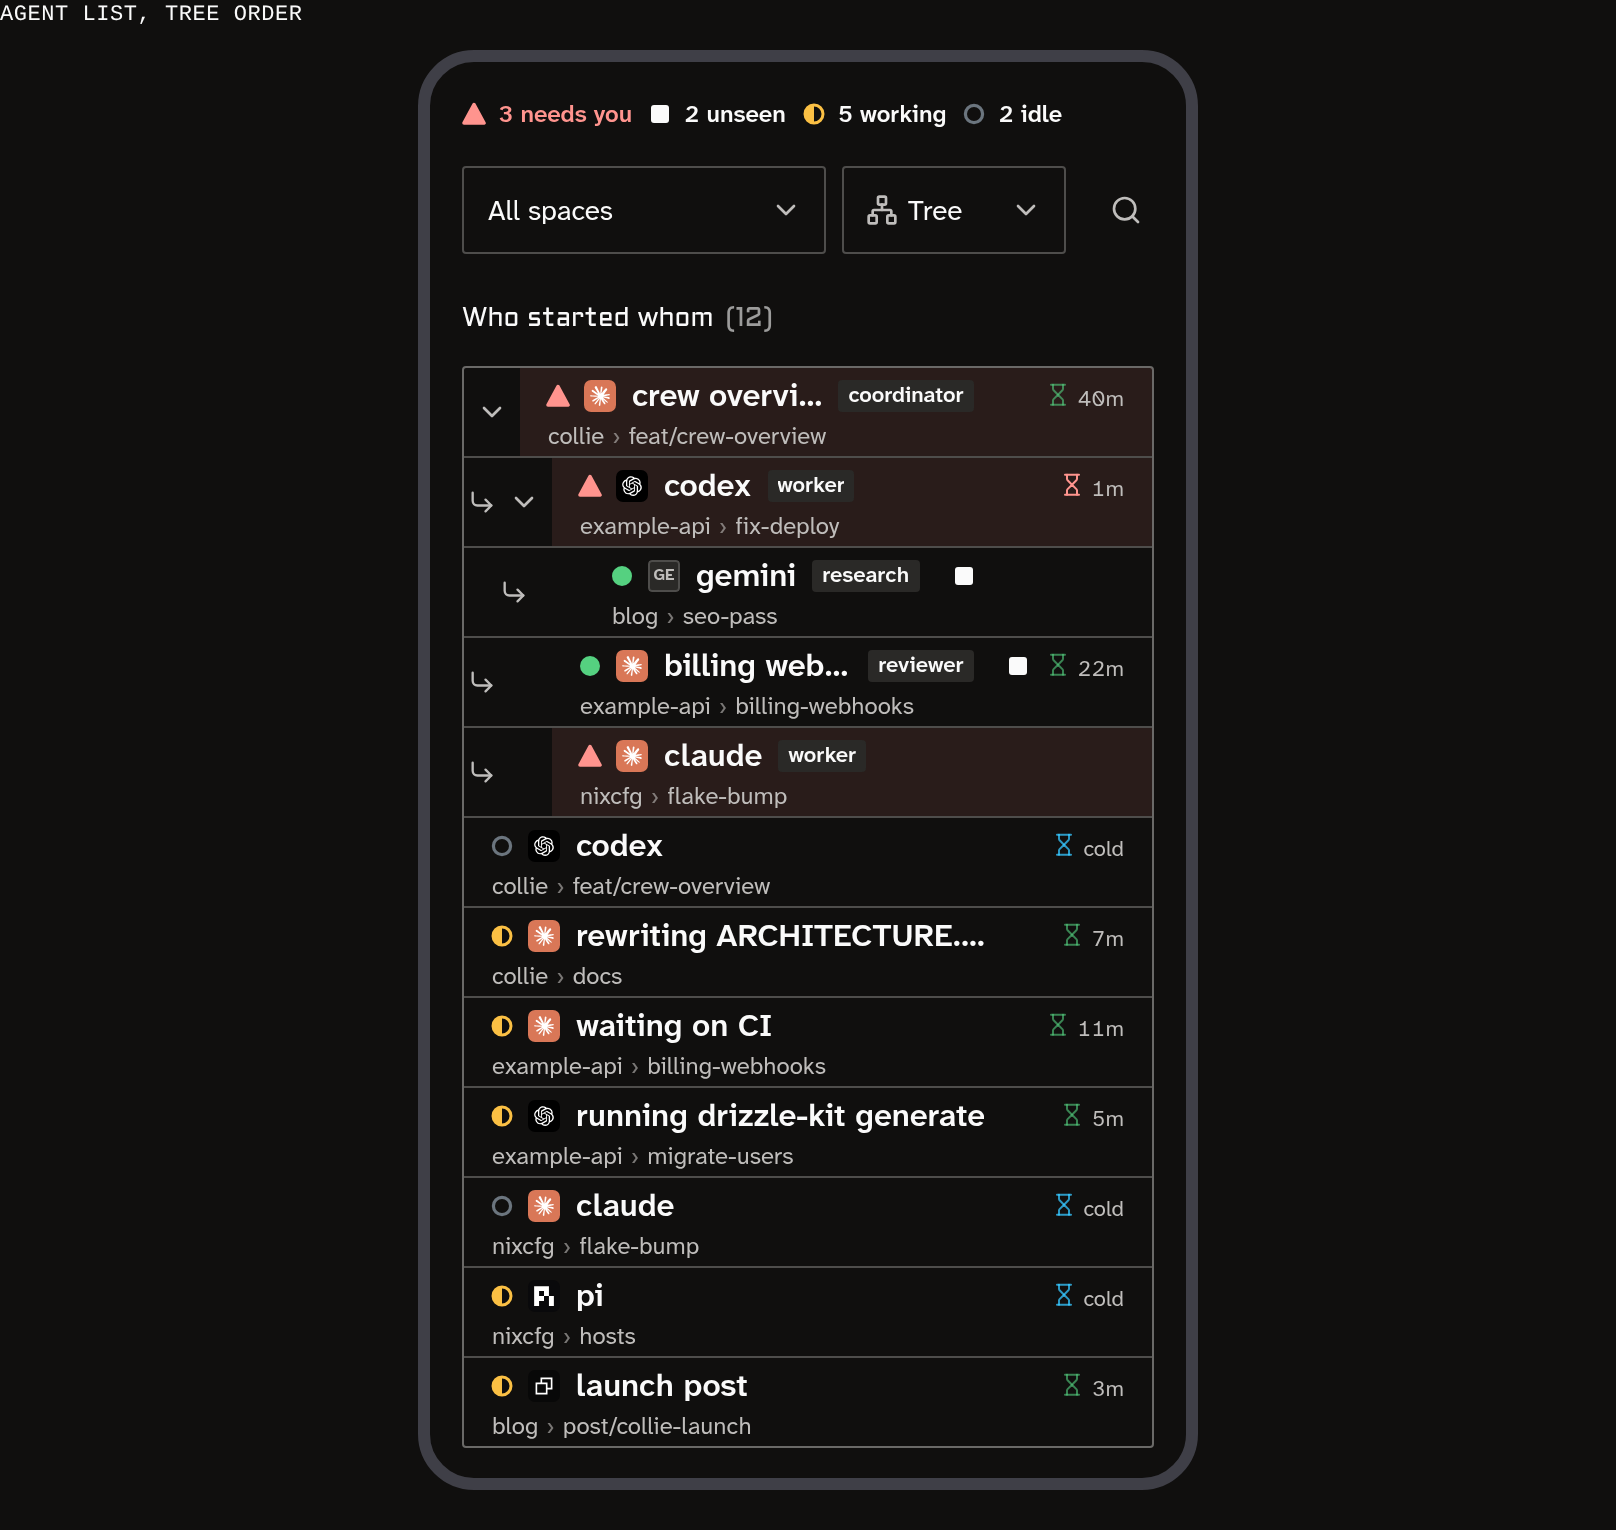 AGENT LIST, TREE ORDER
3 needs you 2 unseen 5 working 2 idle
All spaces Tree
Who started whom (12)
crew overvi... coordinator 40m
collie › feat/crew-overview
codex worker 1m
example-api › fix-deploy
GE gemini research
blog › seo-pass
billing web... reviewer 22m
example-api › billing-webhooks
claude worker
nixcfg › flake-bump
codex cold
collie › feat/crew-overview
rewriting ARCHITECTURE.... 7m
collie › docs
waiting on CI 11m
example-api › billing-webhooks
running drizzle-kit generate 5m
example-api › migrate-users
claude cold
nixcfg › flake-bump
pi cold
nixcfg › hosts
launch post 3m
blog › post/collie-launch